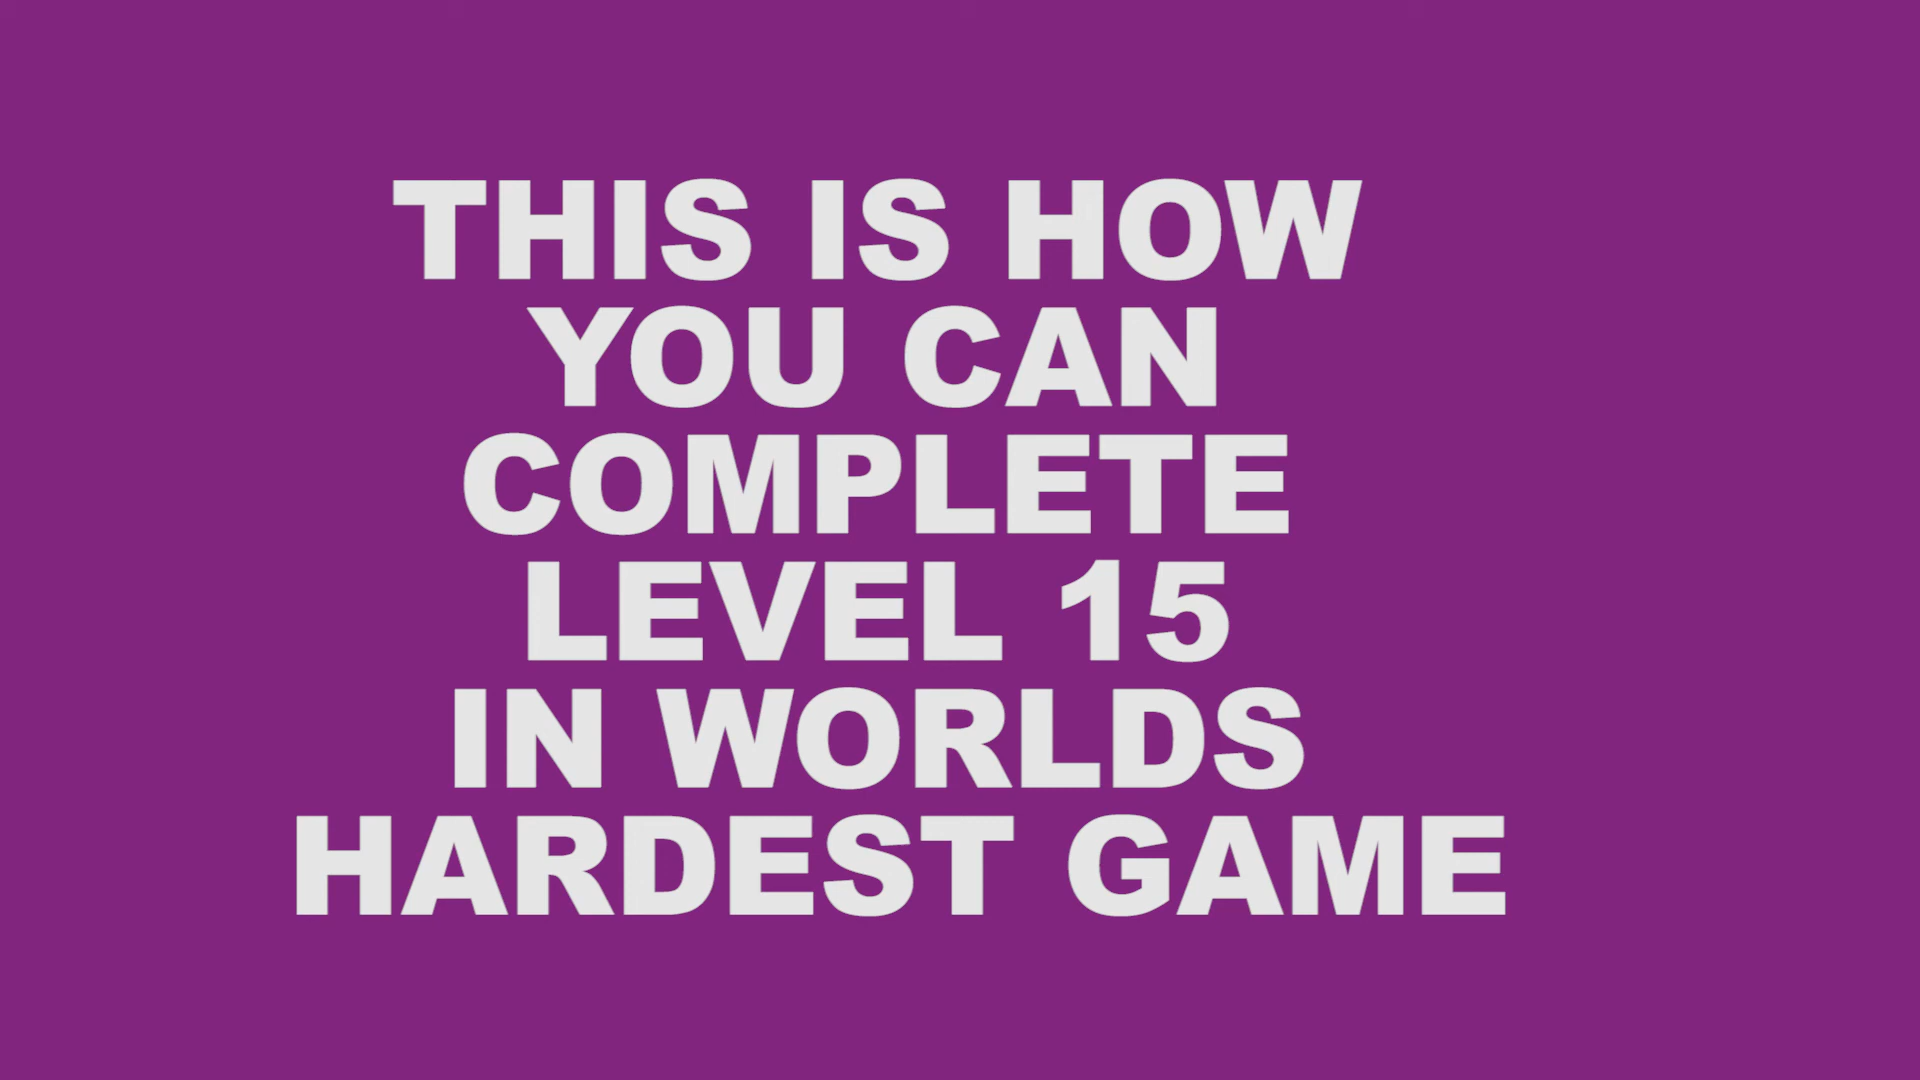 THIS IS HOW
YOU CAN
COMPLETE
LEVEL 15
IN WORLDS
HARDEST GAME